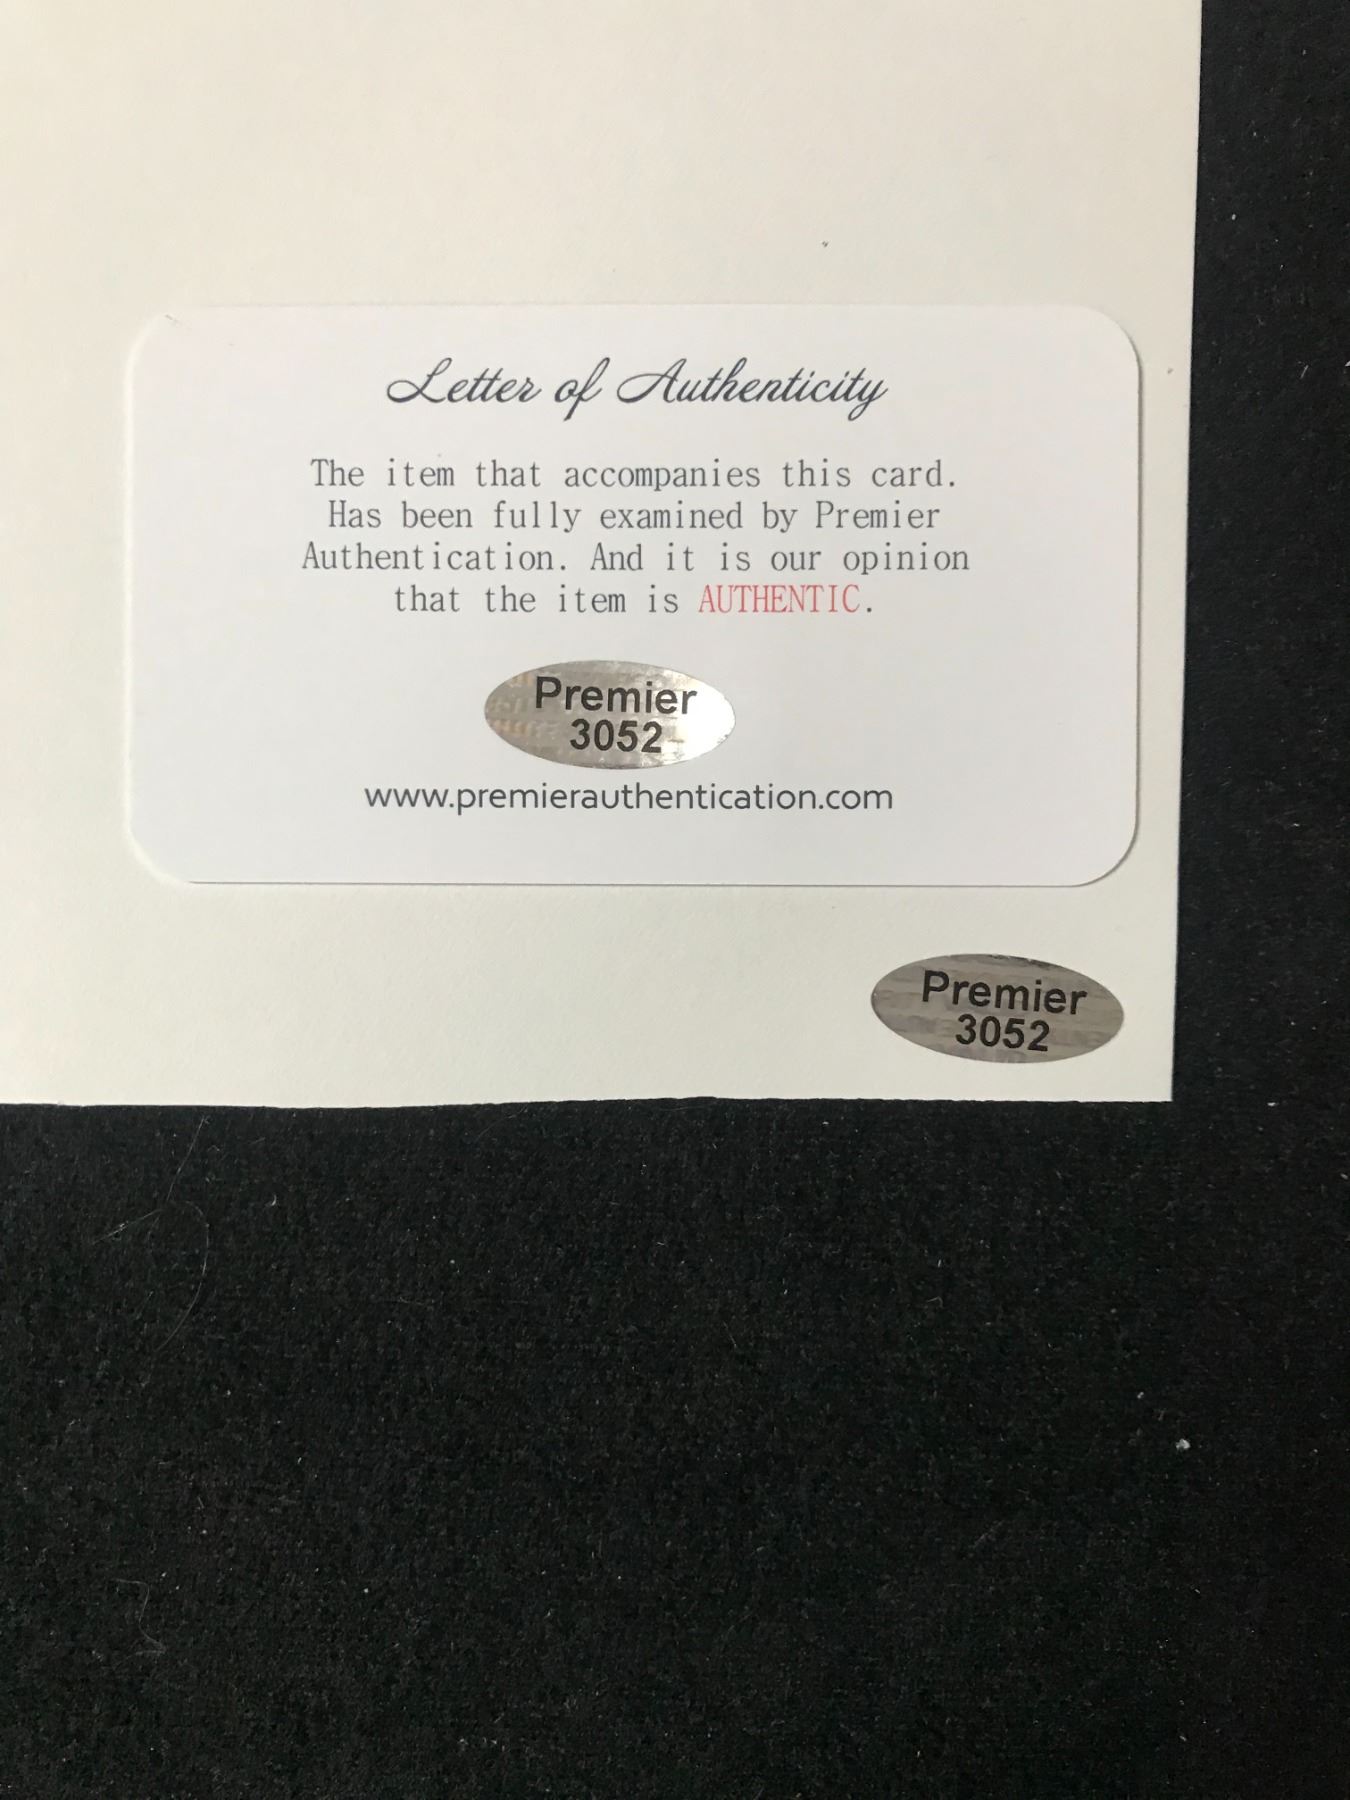 Letter of Authenticity
The item that accompanies this card.
Has been fully examined by Premier
Authentication. And it is our opinion
that the item is AUTHENTIC.
Premier
3052
www.premierauthentication.com
Premier
3052